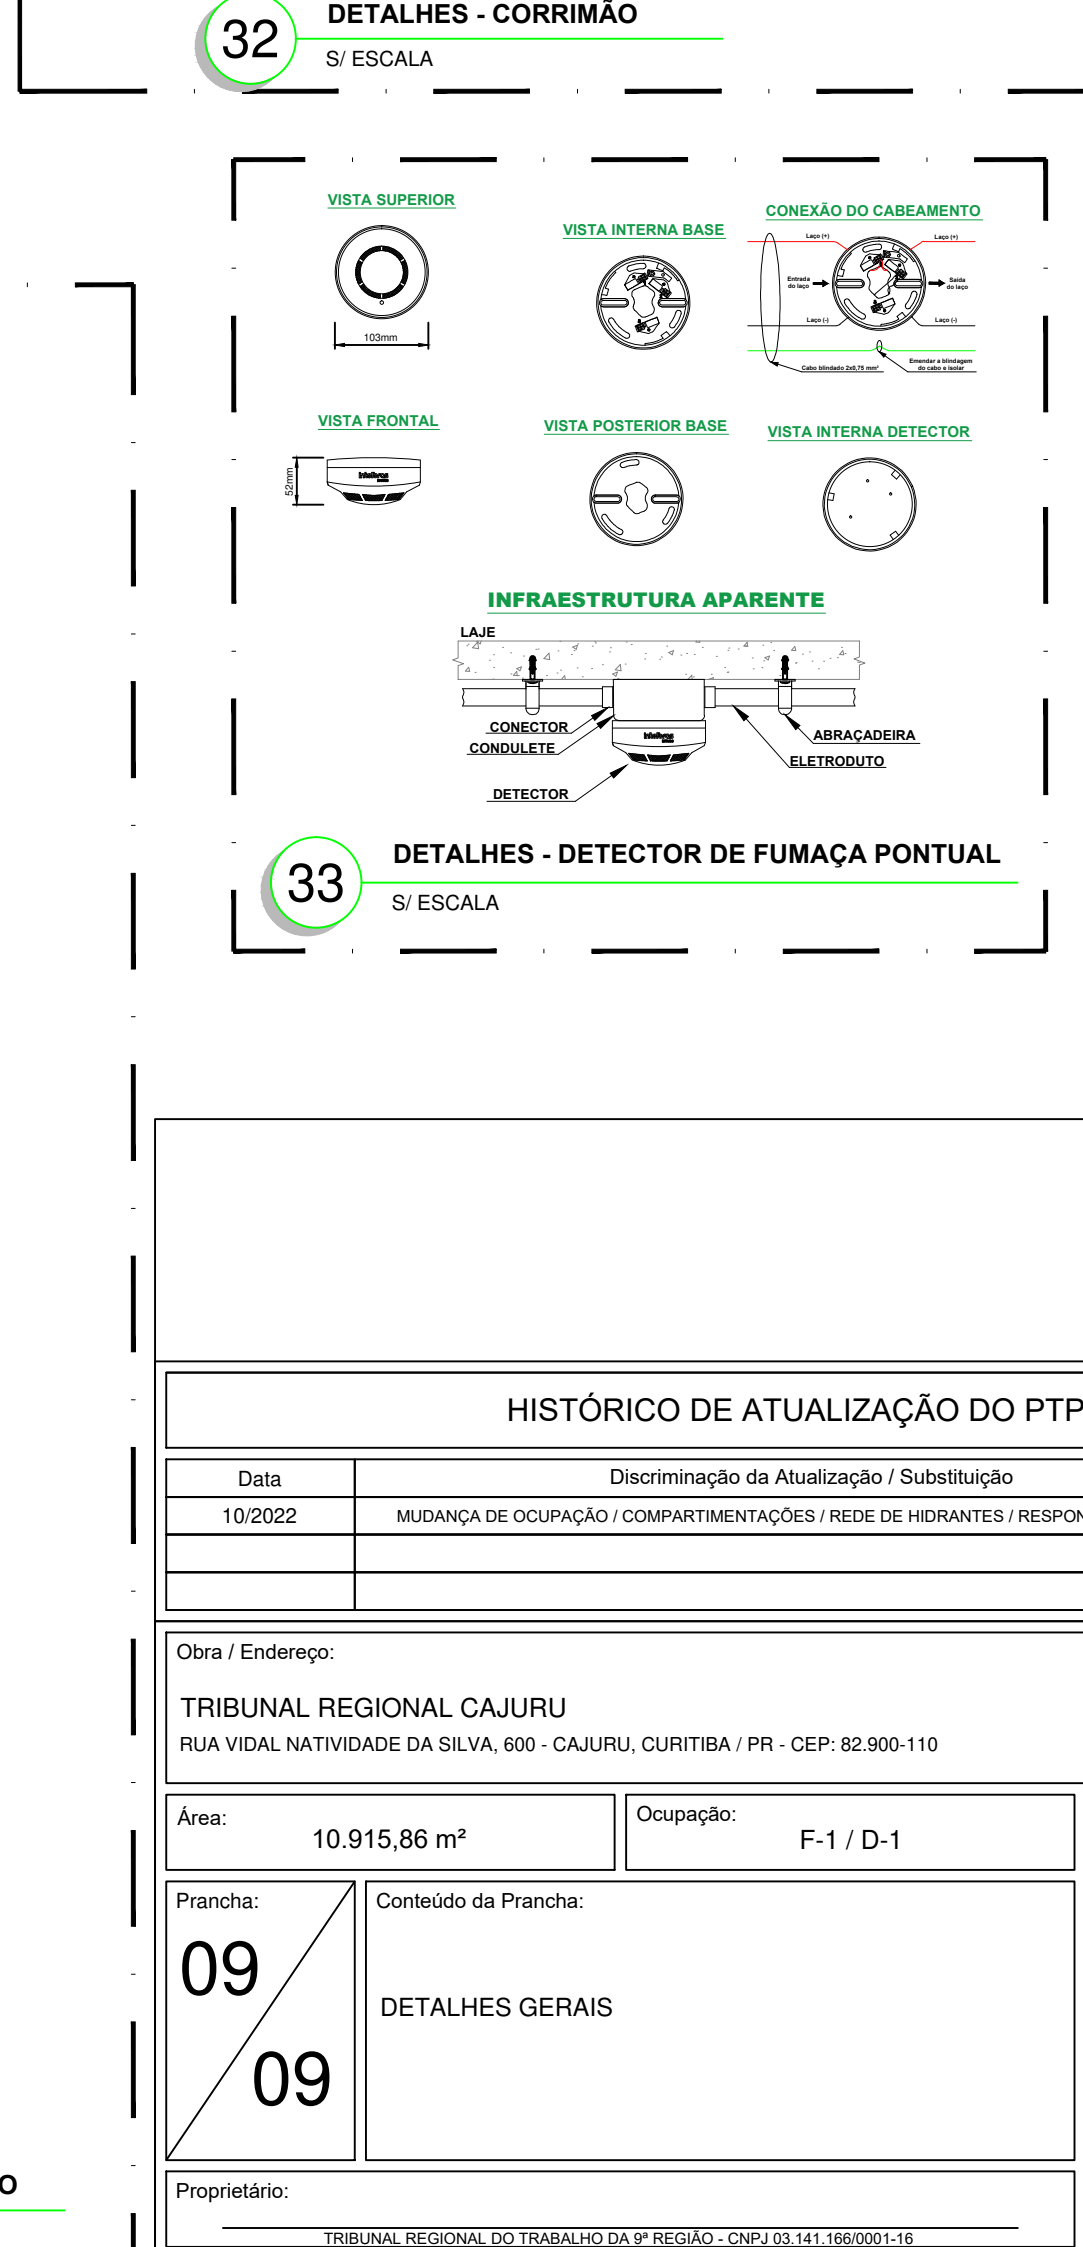 32
DETALHES - CORRIMÃO
S/ ESCALA
VISTA SUPERIOR
103mm
VISTA INTERNA BASE
CONEXÃO DO CABEAMENTO
Laço (+)
Laço (+)
Entrada
do laço
Saída
do laço
Laço (-)
Laço (-)
Cabo blindado 2x0,75 mm²
Emendar a blindagem
do cabo e isolar
VISTA FRONTAL
52mm
intelbras
VISTA POSTERIOR BASE
VISTA INTERNA DETECTOR
INFRAESTRUTURA APARENTE
LAJE
CONECTOR
CONDULETE
intelbras
DETECTOR
ABRAÇADEIRA
ELETRODUTO
33
DETALHES - DETECTOR DE FUMAÇA PONTUAL
S/ ESCALA
HISTÓRICO DE ATUALIZAÇÃO DO PTP
Data
Discriminação da Atualização / Substituição
10/2022
MUDANÇA DE OCUPAÇÃO / COMPARTIMENTAÇÕES / REDE DE HIDRANTES / RESPON
Obra / Endereço:
TRIBUNAL REGIONAL CAJURU
RUA VIDAL NATIVIDADE DA SILVA, 600 - CAJURU, CURITIBA / PR - CEP: 82.900-110
Área:
10.915,86 m²
Ocupação:
F-1 / D-1
Prancha:
09
09
Conteúdo da Prancha:
DETALHES GERAIS
O
Proprietário:
TRIBUNAL REGIONAL DO TRABALHO DA 9ª REGIÃO - CNPJ 03.141.166/0001-16